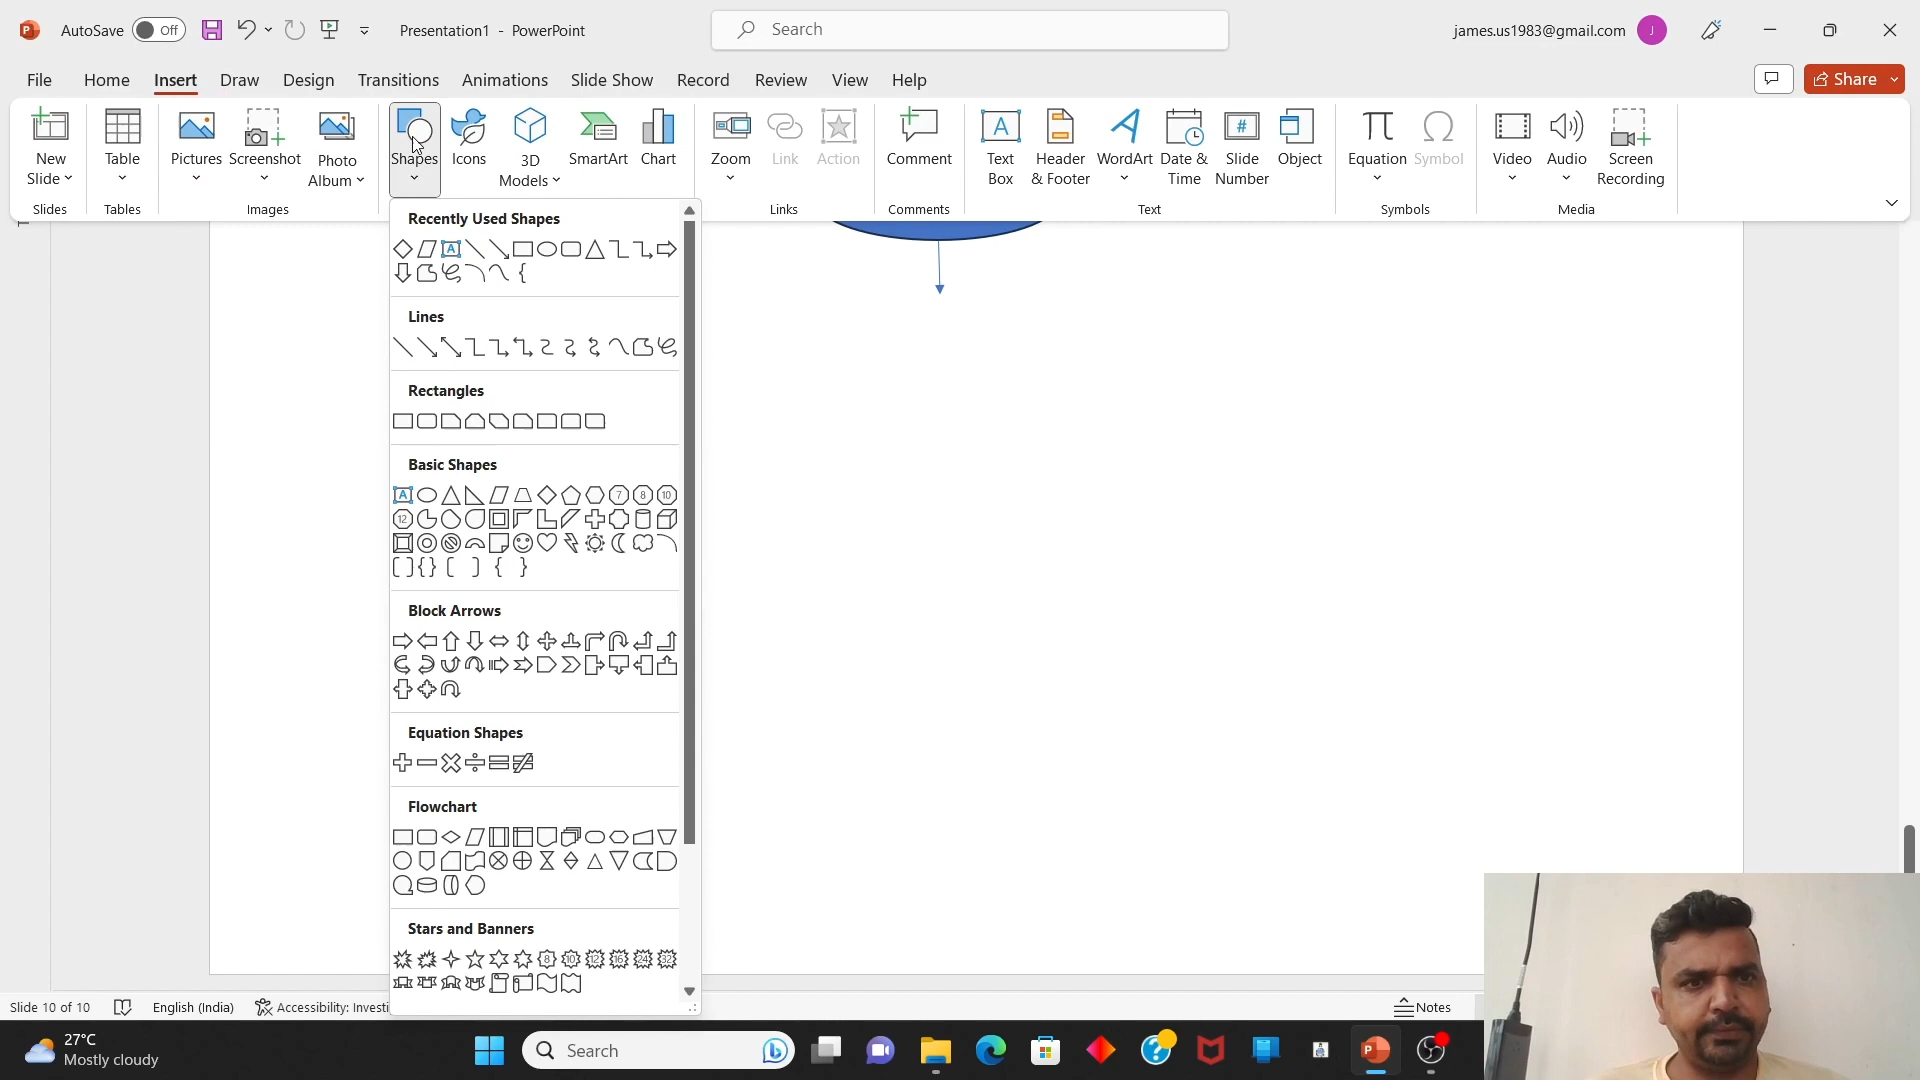 AutoSave Off Presentation1 - PowerPoint Search james.us1983@gmail.com J
File Home Insert Draw Design Transitions Animations Slide Show Record Review View Help Share
New Slide Table Pictures Screenshot Photo Album Shapes Icons 3D Models SmartArt Chart Zoom Link Action Comment Text Box Header & Footer WordArt Date & Time Slide Number Object Equation Symbol Video Audio Screen Recording
Slides Tables Images Links Comments Text Symbols Media
Recently Used Shapes
Lines
Rectangles
Basic Shapes
Block Arrows
Equation Shapes
Flowchart
Stars and Banners
Slide 10 of 10 English (India) Accessibility: Investi Notes
27°C
Mostly cloudy
Search